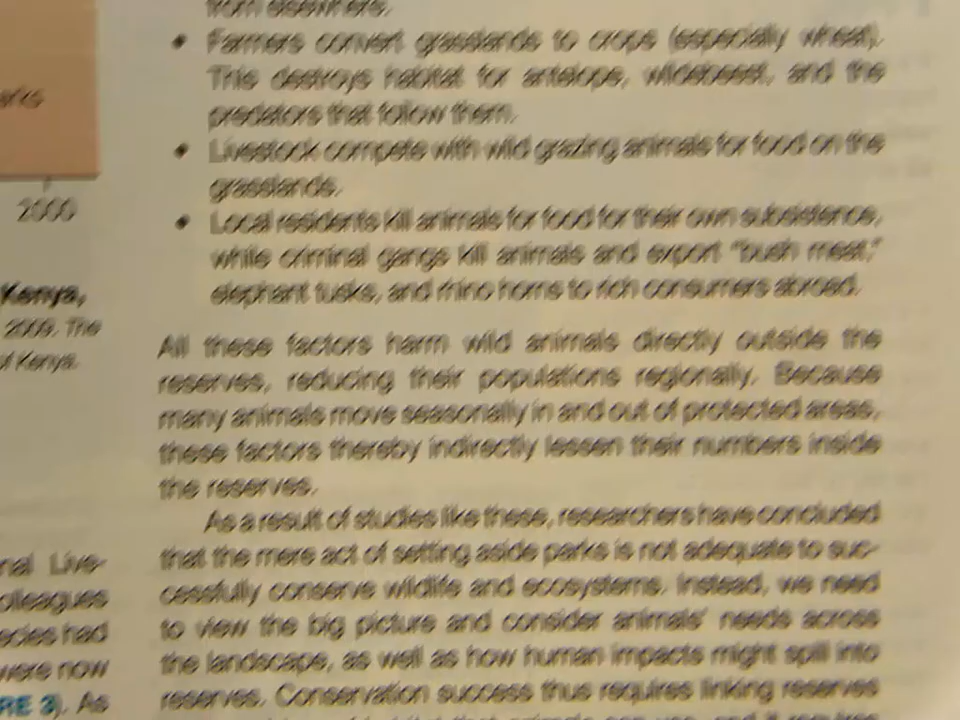 from elsewhere.
• Farmers convert grasslands to crops (especially wheat).
This destroys habitat for antelope, wildebeest, and the
predators that follow them.
• Livestock compete with wild grazing animals for food on the
grasslands.
• Local residents kill animals for food for their own subsistence,
while criminal gangs kill animals and export "bush meat,"
elephant tusks, and rhino horns to rich consumers abroad.
All these factors harm wild animals directly outside the
reserves, reducing their populations regionally. Because
many animals move seasonally in and out of protected areas,
these factors thereby indirectly lessen their numbers inside
the reserves.
As a result of studies like these, researchers have concluded
that the mere act of setting aside parks is not adequate to suc-
cessfully conserve wildlife and ecosystems. Instead, we need
to view the big picture and consider animals' needs across
the landscape, as well as how human impacts might spill into
reserves. Conservation success thus requires linking reserves
2000
Kenya,
2009. The
of Kenya.
nal Live-
olleagues
ecies had
were now
RE 3). As